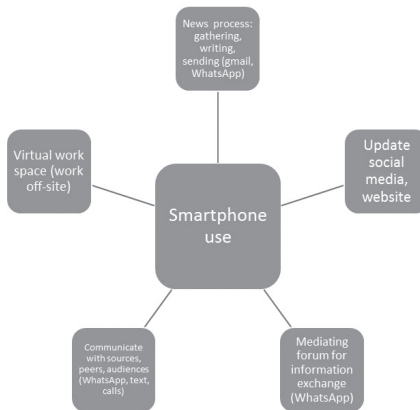 News process:
gathering,
writing,
sending (gmail,
WhatsApp)
Update
social
media,
website
Mediating
forum for
information
exchange
(WhatsApp)
Communicate
with sources,
peers, audiences
(WhatsApp, text,
calls)
Virtual work
space (work
off-site)
Smartphone
use